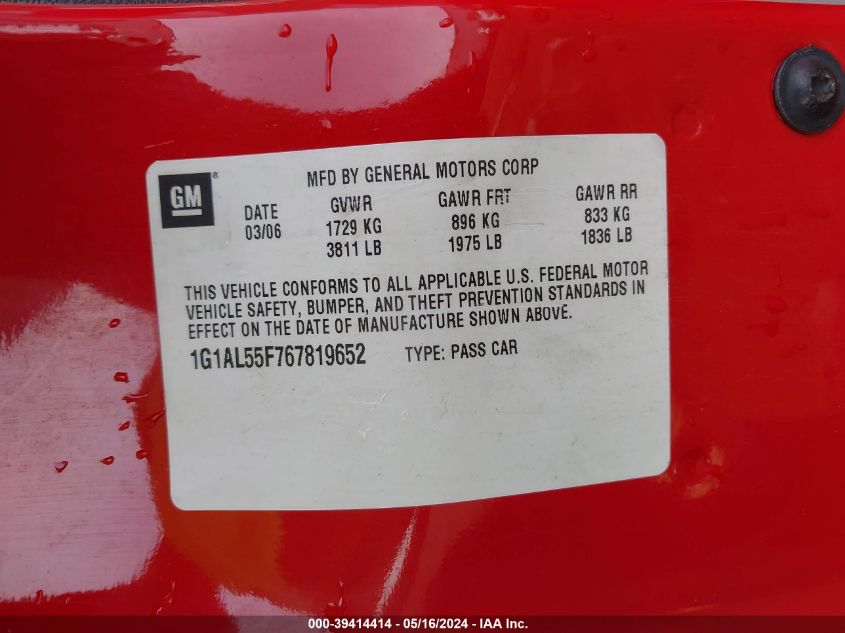 GM®
MFD BY GENERAL MOTORS CORP
DATE GVWR GAWR FRT GAWR RR
03/06 1729 KG 896 KG 833 KG
3811 LB 1975 LB 1836 LB
THIS VEHICLE CONFORMS TO ALL APPLICABLE U.S. FEDERAL MOTOR
VEHICLE SAFETY, BUMPER, AND THEFT PREVENTION STANDARDS IN
EFFECT ON THE DATE OF MANUFACTURE SHOWN ABOVE.
1G1AL55F767819652 TYPE: PASS CAR
000-39414414 - 05/16/2024 - IAA Inc.